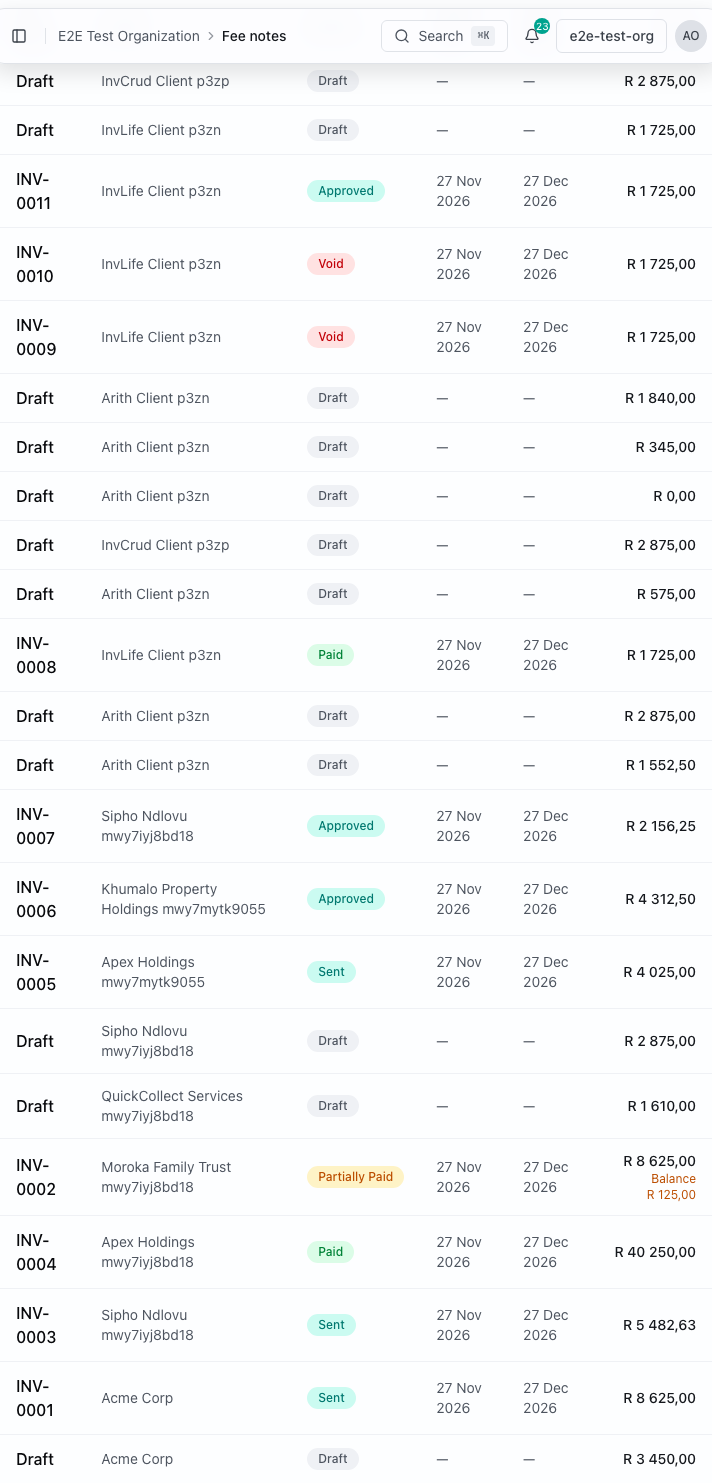 E2E Test Organization > Fee notes
Search ⌘K
23
e2e-test-org
AO
Draft InvCrud Client p3zp Draft — — R 2 875,00
Draft InvLife Client p3zn Draft — — R 1 725,00
INV-
0011
InvLife Client p3zn
Approved
27 Nov
2026
27 Dec
2026
R 1 725,00
INV-
0010
InvLife Client p3zn
Void
27 Nov
2026
27 Dec
2026
R 1 725,00
INV-
0009
InvLife Client p3zn
Void
27 Nov
2026
27 Dec
2026
R 1 725,00
Draft Arith Client p3zn Draft — — R 1 840,00
Draft Arith Client p3zn Draft — — R 345,00
Draft Arith Client p3zn Draft — — R 0,00
Draft InvCrud Client p3zp Draft — — R 2 875,00
Draft Arith Client p3zn Draft — — R 575,00
INV-
0008
InvLife Client p3zn
Paid
27 Nov
2026
27 Dec
2026
R 1 725,00
Draft Arith Client p3zn Draft — — R 2 875,00
Draft Arith Client p3zn Draft — — R 1 552,50
INV-
0007
Sipho Ndlovu
mwy7iyj8bd18
Approved
27 Nov
2026
27 Dec
2026
R 2 156,25
INV-
0006
Khumalo Property
Holdings mwy7mytk9055
Approved
27 Nov
2026
27 Dec
2026
R 4 312,50
INV-
0005
Apex Holdings
mwy7mytk9055
Sent
27 Nov
2026
27 Dec
2026
R 4 025,00
Draft
Sipho Ndlovu
mwy7iyj8bd18
Draft
—
—
R 2 875,00
Draft
QuickCollect Services
mwy7iyj8bd18
Draft
—
—
R 1 610,00
INV-
0002
Moroka Family Trust
mwy7iyj8bd18
Partially Paid
27 Nov
2026
27 Dec
2026
R 8 625,00
Balance
R 125,00
INV-
0004
Apex Holdings
mwy7iyj8bd18
Paid
27 Nov
2026
27 Dec
2026
R 40 250,00
INV-
0003
Sipho Ndlovu
mwy7iyj8bd18
Sent
27 Nov
2026
27 Dec
2026
R 5 482,63
INV-
0001
Acme Corp
Sent
27 Nov
2026
27 Dec
2026
R 8 625,00
Draft Acme Corp Draft — — R 3 450,00